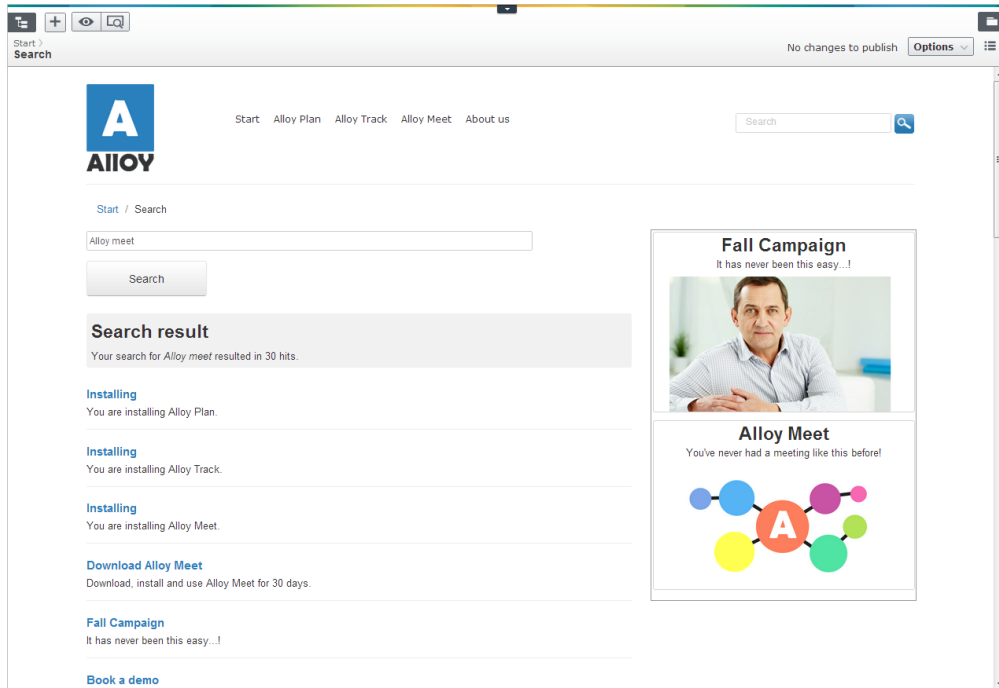 Start >
Search
No changes to publish
Options
A
Alloy
Start Alloy Plan Alloy Track Alloy Meet About us
Search
Start / Search
Alloy meet
Search
Search result
Your search for Alloy meet resulted in 30 hits.
Installing
You are installing Alloy Plan.
Installing
You are installing Alloy Track.
Installing
You are installing Alloy Meet.
Download Alloy Meet
Download, install and use Alloy Meet for 30 days.
Fall Campaign
It has never been this easy...!
Book a demo
Fall Campaign
It has never been this easy...!
Alloy Meet
You've never had a meeting like this before!
A